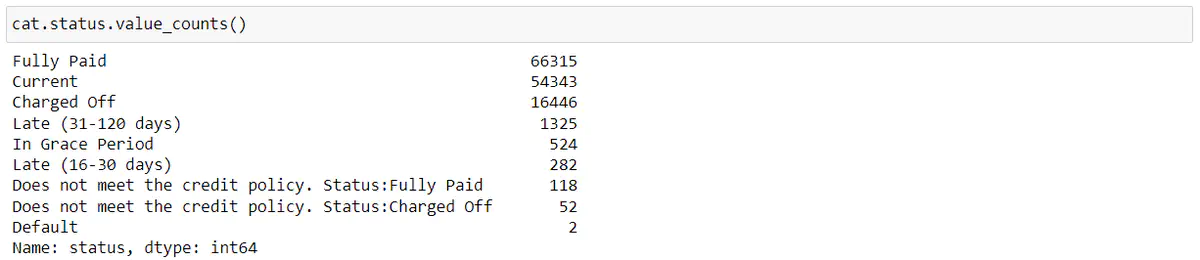 cat.status.value_counts()
Fully Paid 66315
Current 54343
Charged Off 16446
Late (31-120 days) 1325
In Grace Period 524
Late (16-30 days) 282
Does not meet the credit policy. Status:Fully Paid 118
Does not meet the credit policy. Status:Charged Off 52
Default 2
Name: status, dtype: int64